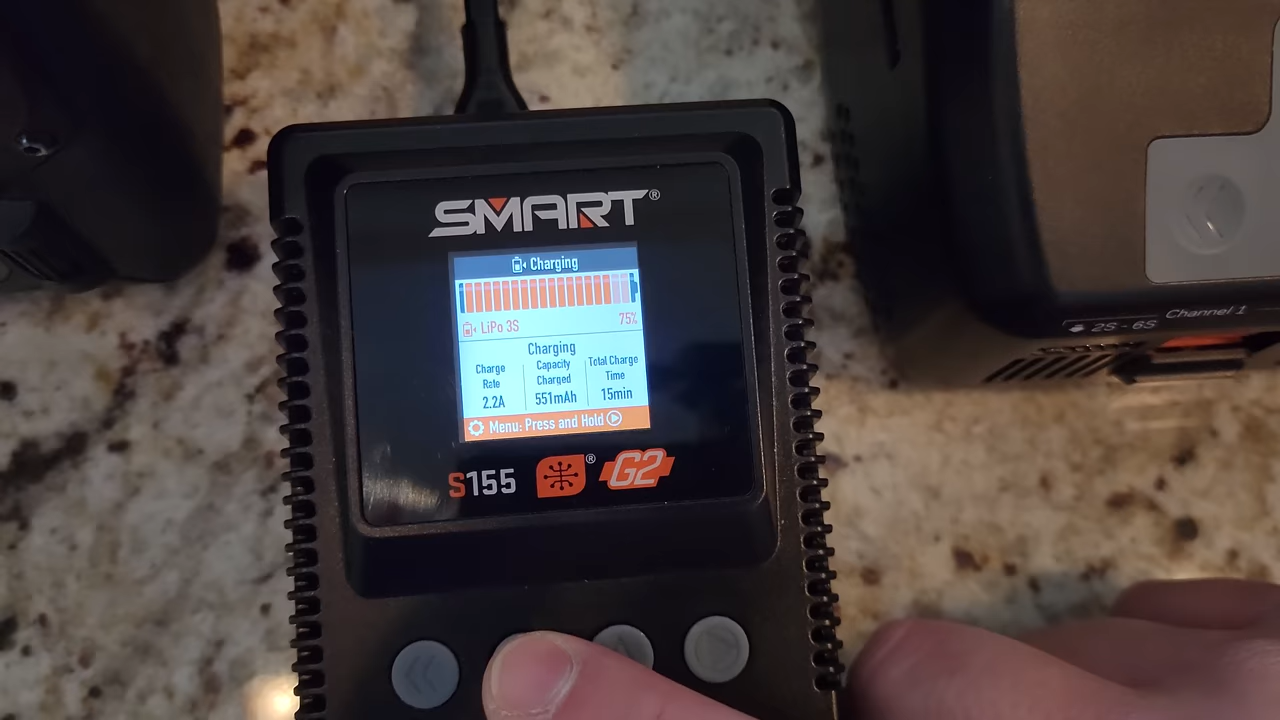 SMART®
Charging
LiPo 3S 75%
Charging
Charge Rate
2.2A
Capacity Charged
551mAh
Total Charge Time
15min
Menu: Press and Hold
S155 ® G2
Channel 1
2S - 6S